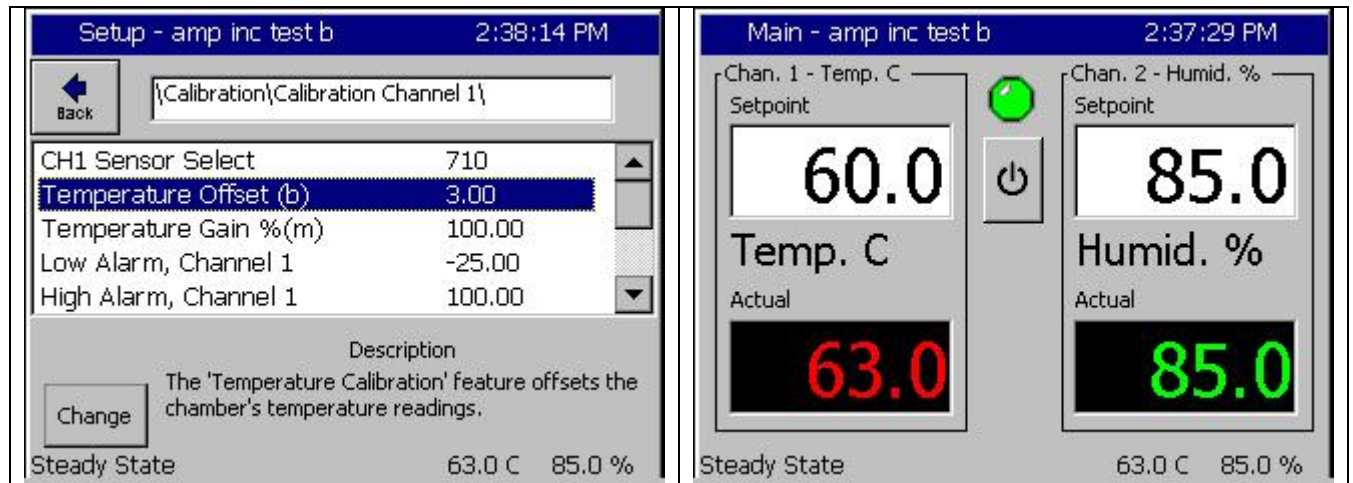 Setup - amp inc test b 2:38:14 PM
Back
\Calibration\Calibration Channel 1\
CH1 Sensor Select 710
Temperature Offset (b) 3.00
Temperature Gain %(m) 100.00
Low Alarm, Channel 1 -25.00
High Alarm, Channel 1 100.00
Description
The 'Temperature Calibration' feature offsets the
chamber's temperature readings.
Change
Steady State 63.0 C 85.0 %
Main - amp inc test b 2:37:29 PM
Chan. 1 - Temp. C
Setpoint
60.0
Temp. C
Actual
63.0
Chan. 2 - Humid. %
Setpoint
85.0
Humid. %
Actual
85.0
Steady State 63.0 C 85.0 %